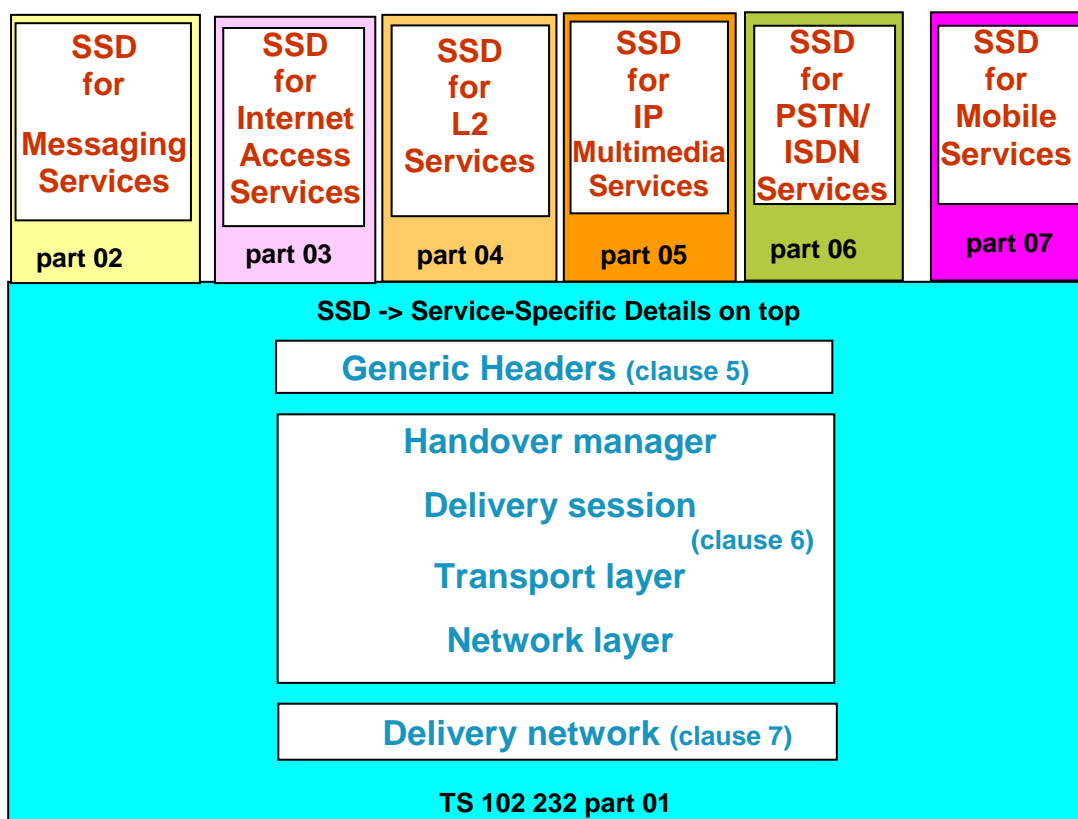 SSD
for
Messaging
Services
part 02
SSD
for
Internet
Access
Services
part 03
SSD
for
L2
Services
part 04
SSD
for
IP
Multimedia
Services
part 05
SSD
for
PSTN/
ISDN
Services
part 06
SSD
for
Mobile
Services
part 07
SSD -> Service-Specific Details on top
Generic Headers (clause 5)
Handover manager
Delivery session
(clause 6)
Transport layer
Network layer
Delivery network (clause 7)
TS 102 232 part 01